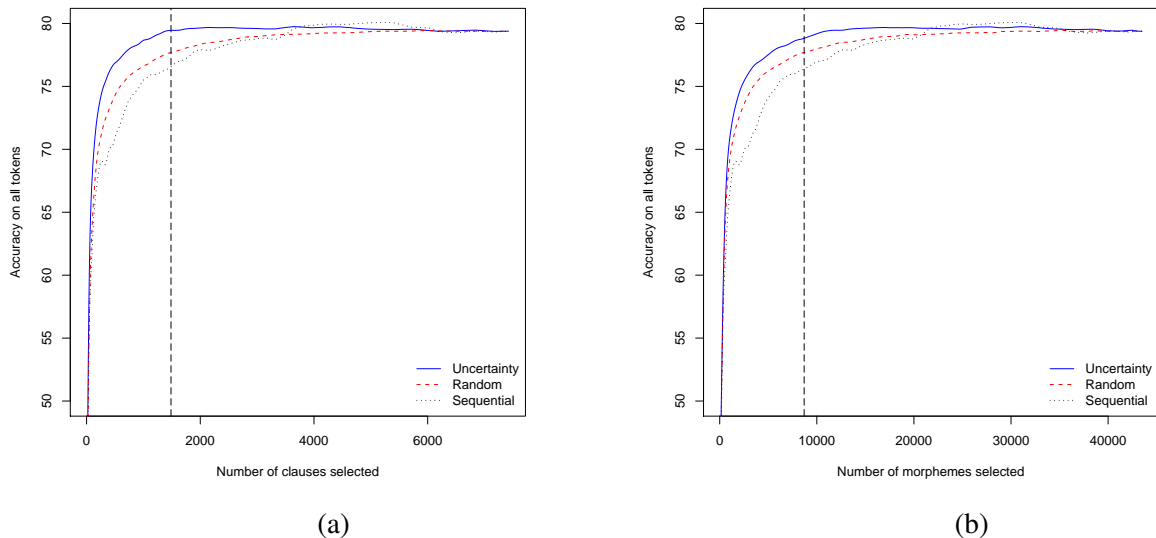 80
75
70
65
60
55
50
Accuracy on all tokens
0 2000 4000 6000
Number of clauses selected
Uncertainty
Random
Sequential
(a)
80
75
70
65
60
55
50
Accuracy on all tokens
0 10000 20000 30000 40000
Number of morphemes selected
Uncertainty
Random
Sequential
(b)